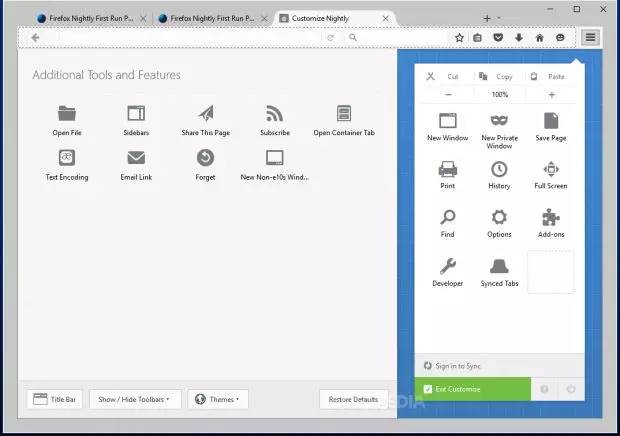 Firefox Nightly First Run P...
Firefox Nightly First Run P...
Customize Nightly
Additional Tools and Features
Open File
Sidebars
Share This Page
Subscribe
Open Container Tab
Text Encoding
Email Link
Forget
New Non-e10s Wind...
Cut
Copy
Paste
100%
New Window
New Private
Window
Save Page
Print
History
Full Screen
Find
Options
Add-ons
Developer
Synced Tabs
Sign in to Sync
Exit Customize
Title Bar
Show / Hide Toolbars
Themes
Restore Defaults